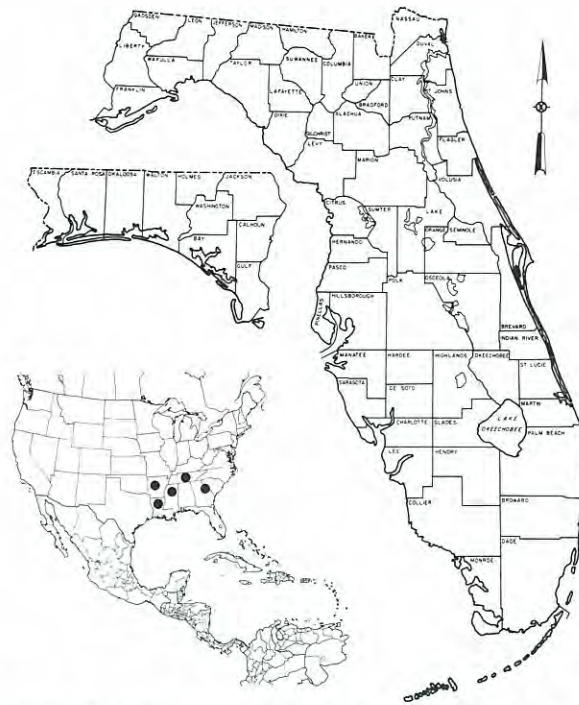 NASSAU
GADSDEN
LEON
JEFFERSON
MADISON
HAMILTON
BAKER
DUVAL
LIBERTY
WAKULLA
TAYLOR
SUWANNEE
COLUMBIA
UNION
CLAY
ST JOHNS
FRANKLIN
LAFAYETTE
BRADFORD
DIXIE
ALACHUA
PUTNAM
GILCHRIST
LEVY
FLAGLER
MARION
VOLUSIA
ESCAMBIA
SANTA ROSA
OKALOOSA
WALTON
HOLMES
JACKSON
WASHINGTON
BAY
CALHOUN
GULF
CITRUS
SUMTER
LAKE
ORANGE
SEMINOLE
HERNANDO
PASCO
POLK
OSCEOLA
HILLSBOROUGH
PINELLAS
BREVARD
INDIAN RIVER
MANATEE
HARDEE
HIGHLANDS
OKEECHOBEE
ST LUCIE
SARASOTA
DE SOTO
MARTIN
CHARLOTTE
GLADES
LAKE
OKEECHOBEE
PALM BEACH
LEE
HENDRY
COLLIER
BROWARD
DADE
MONROE